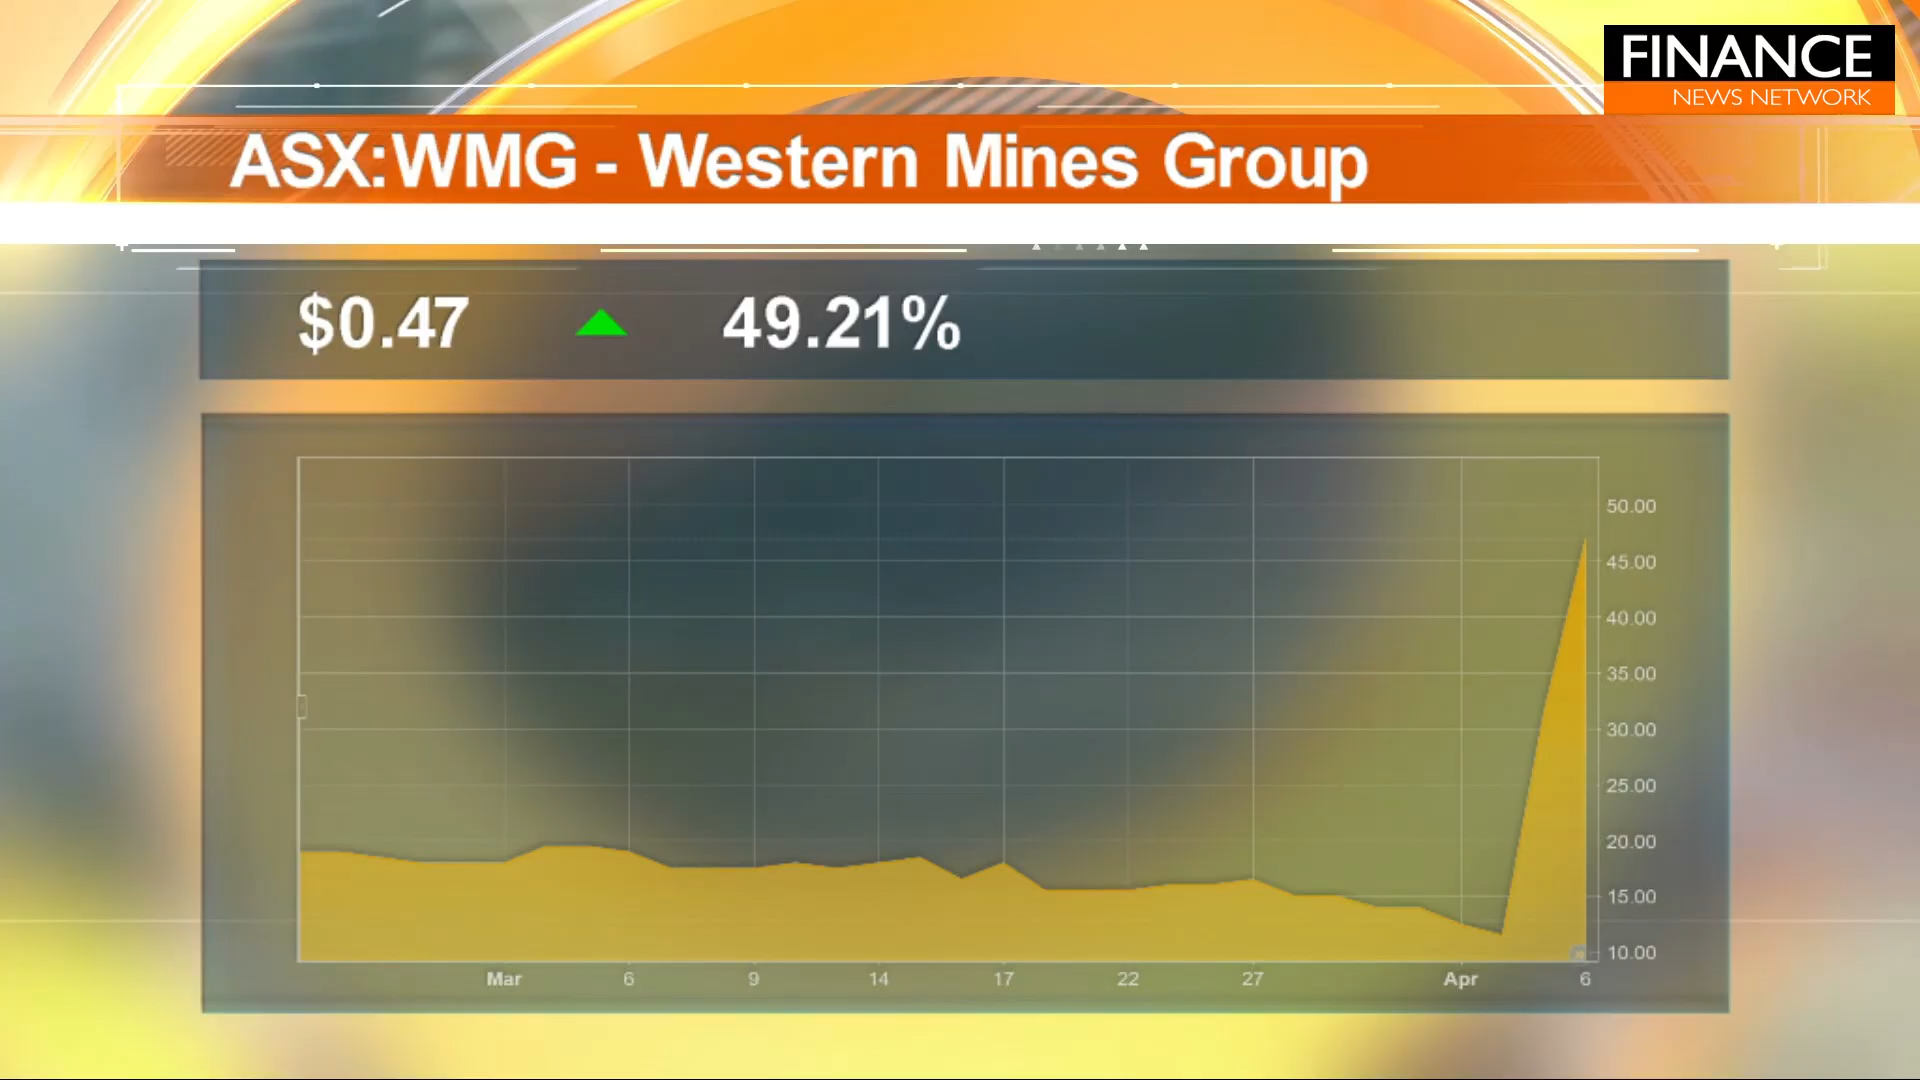 FINANCE
NEWS NETWORK
ASX:WMG - Western Mines Group
$0.47 49.21%
50.00
45.00
40.00
35.00
30.00
25.00
20.00
15.00
10.00
Mar 6 9 14 17 22 27 Apr 6